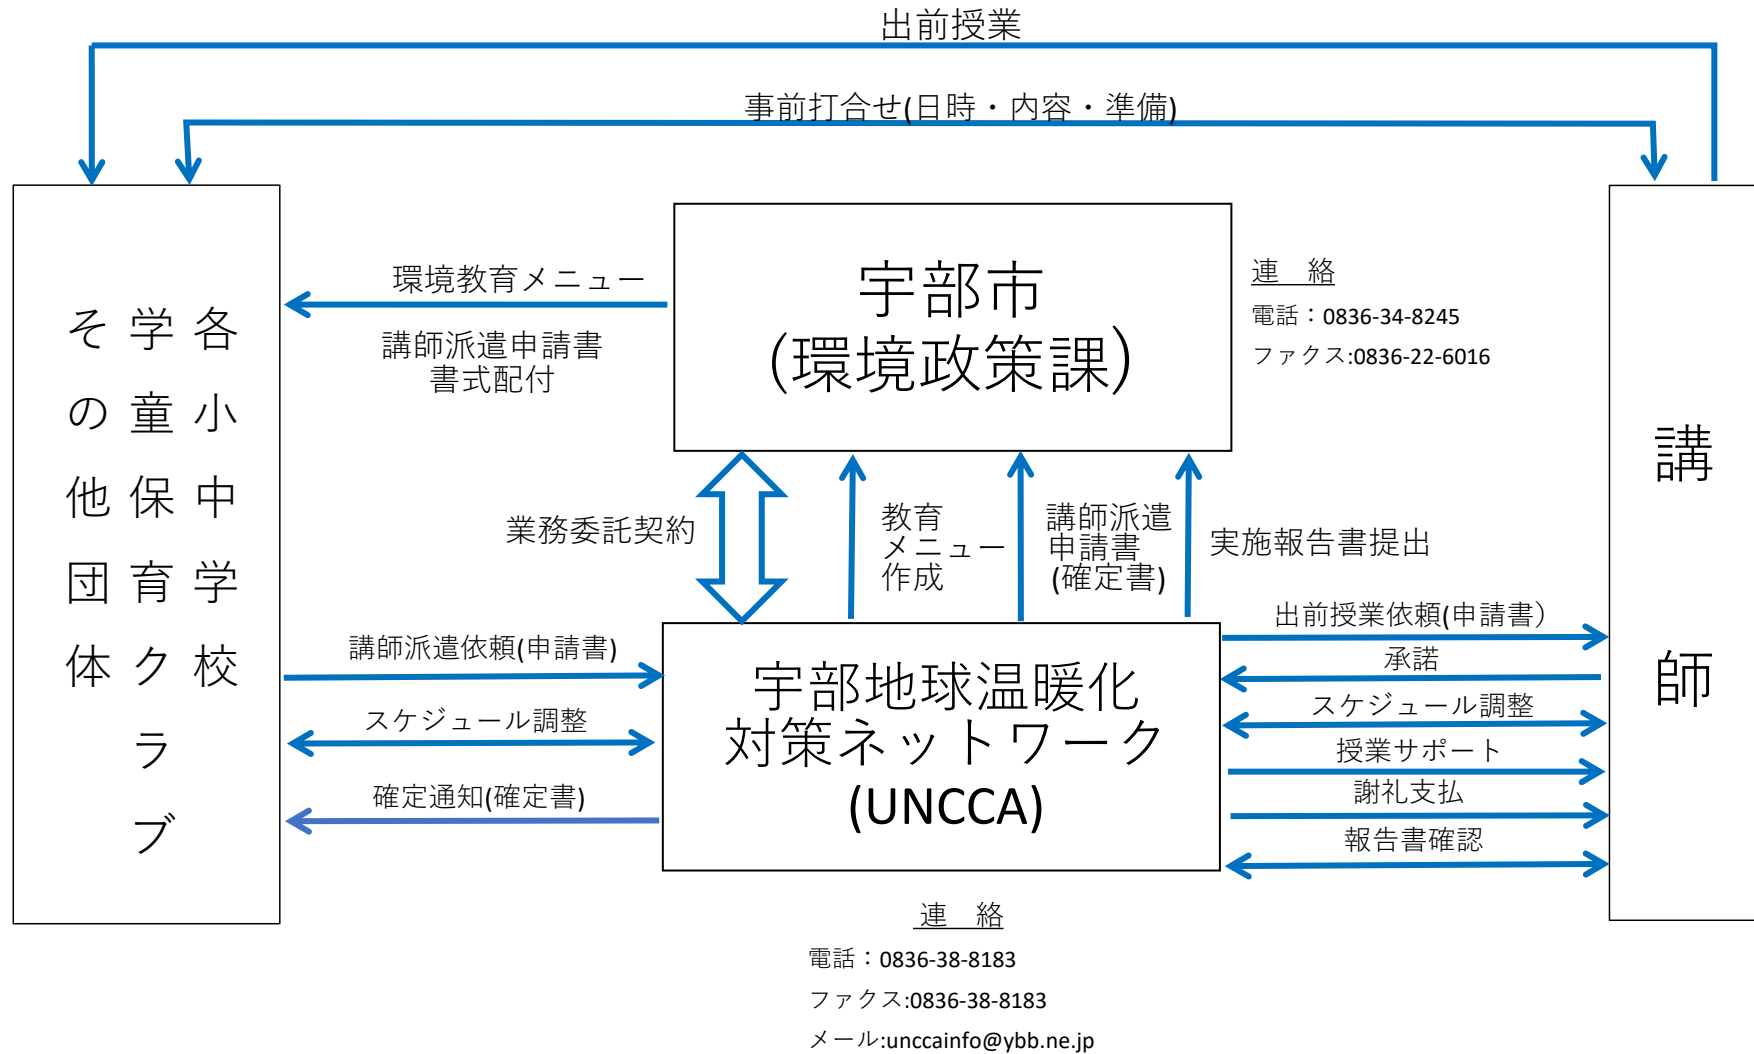 出前授業
事前打合せ(日時・内容・準備)
各小中学校
学童保育クラブ
その他団体
環境教育メニュー
講師派遣申請書
書式配付
宇部市
(環境政策課)
連　絡
電話：0836-34-8245
ファクス:0836-22-6016
講師
業務委託契約
教育
メニュー
作成
講師派遣
申請書
(確定書)
実施報告書提出
講師派遣依頼(申請書)
スケジュール調整
確定通知(確定書)
宇部地球温暖化
対策ネットワーク
(UNCCA)
出前授業依頼(申請書）
承諾
スケジュール調整
授業サポート
謝礼支払
報告書確認
連　絡
電話：0836-38-8183
ファクス:0836-38-8183
メール:unccainfo@ybb.ne.jp